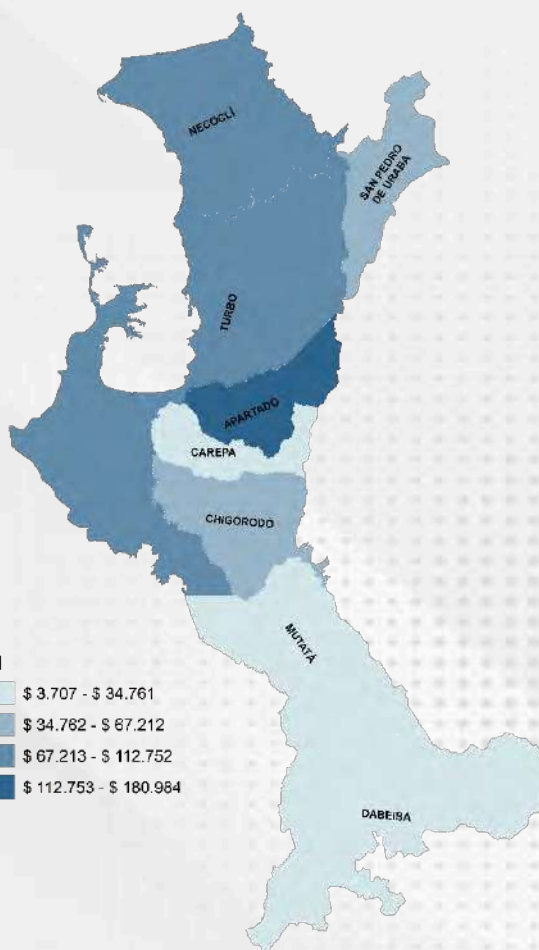 NECOCLÍ
SAN PEDRO
DE URABA
TURBO
APARTADÓ
CAREPA
CHIGORODO
MUTATÁ
$ 3.707 - $ 34.761
$ 34.762 - $ 67.212
$ 67.213 - $ 112.752
$ 112.753 - $ 180.984
DABEIBA